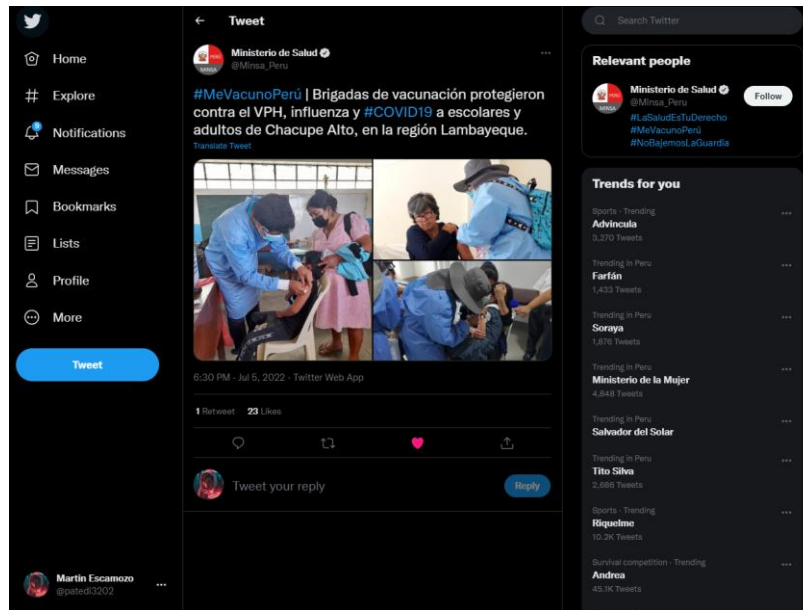 Home
Explore
Notifications
Messages
Bookmarks
Lists
Profile
More
Tweet
Martin Escamozo
@patedi3202
Tweet
Ministerio de Salud
@Minsa_Peru
#MeVacunoPerú | Brigadas de vacunación protegieron
contra el VPH, influenza y #COVID19 a escolares y
adultos de Chacupe Alto, en la región Lambayeque.
Translate Tweet
6:30 PM · Jul 5, 2022 · Twitter Web App
1 Retweet 23 Likes
Tweet your reply
Reply
Search Twitter
Relevant people
Ministerio de Salud
@Minsa_Peru
Follow
#LaSaludEsTuDerecho
#MeVacunoPerú
#NoBajemosLaGuardia
Trends for you
Sports · Trending
Advincula
3,270 Tweets
Trending in Peru
Farfán
1,433 Tweets
Trending in Peru
Soraya
1,876 Tweets
Trending in Peru
Ministerio de la Mujer
4,848 Tweets
Trending in Peru
Salvador del Solar
Trending in Peru
Tito Silva
2,686 Tweets
Sports · Trending
Riquelme
10.2K Tweets
Survival competition · Trending
Andrea
45.1K Tweets